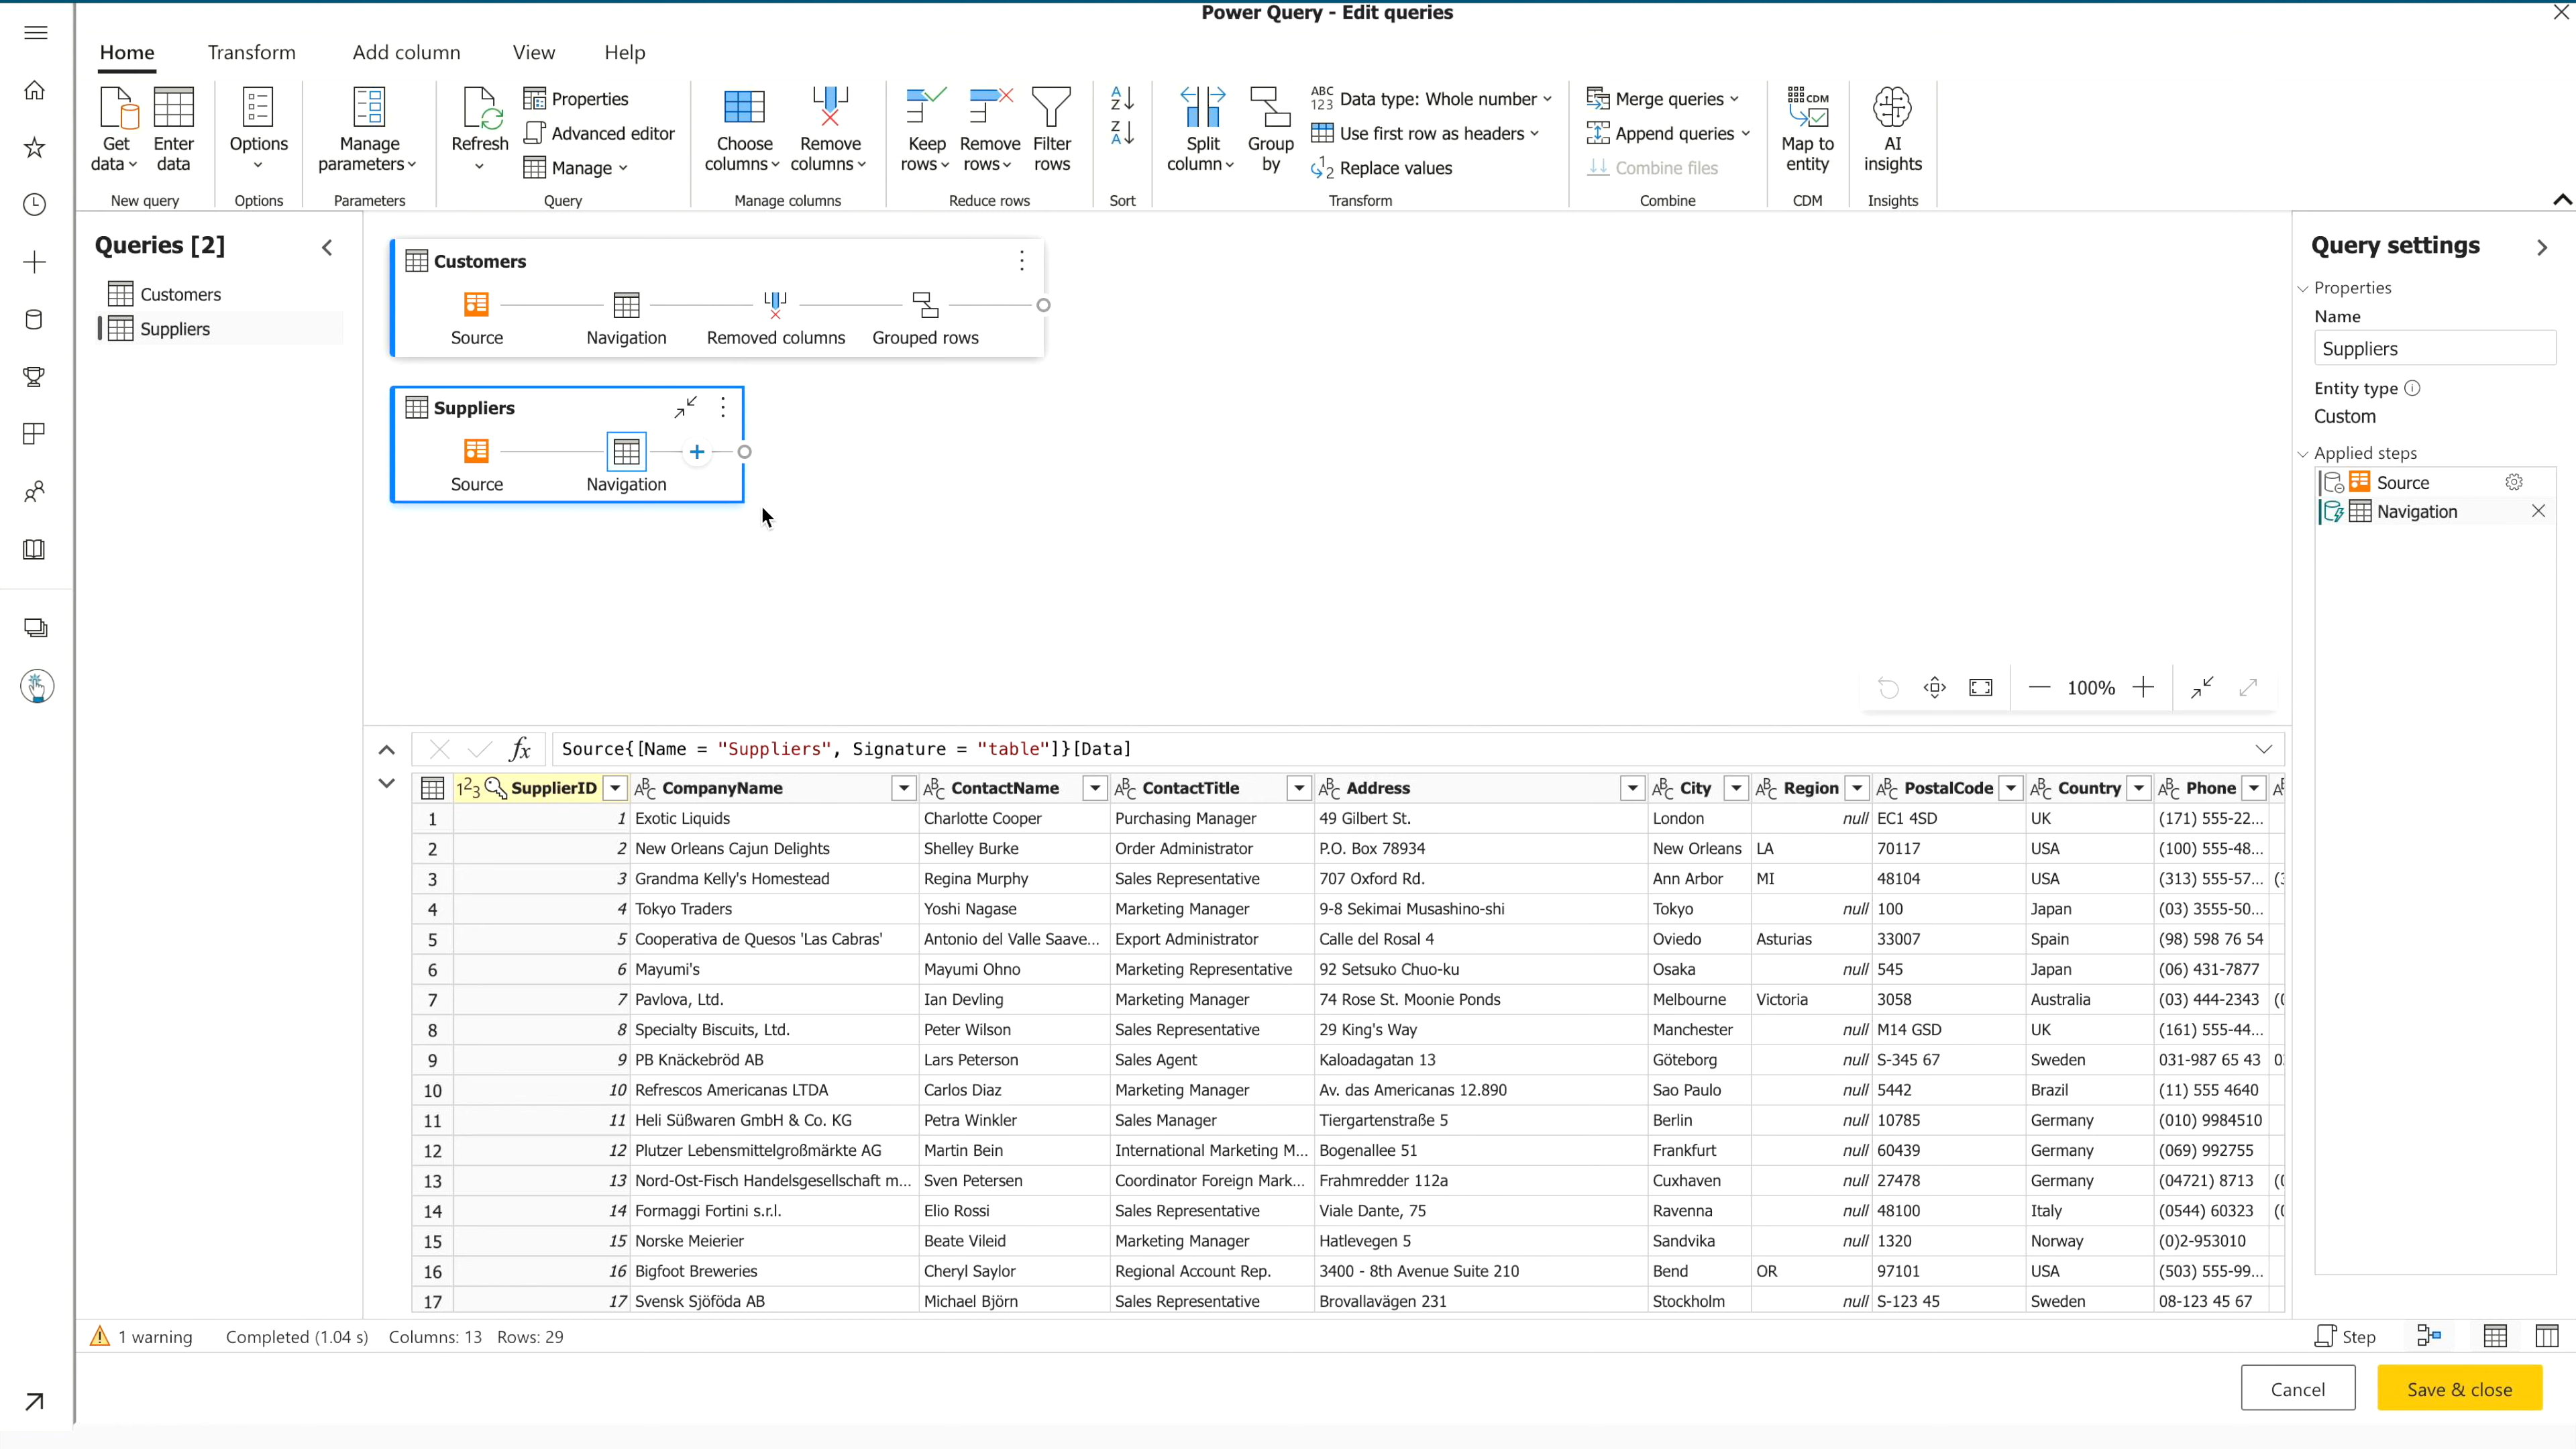 Power Query - Edit queries
Home Transform Add column View Help
Get data
Enter data
New query
Options
Options
Manage parameters
Parameters
Refresh
Properties
Advanced editor
Manage
Query
Choose columns
Remove columns
Manage columns
Keep rows
Remove rows
Filter rows
Reduce rows
Sort
Split column
Group by
Data type: Whole number
Use first row as headers
Replace values
Transform
Merge queries
Append queries
Combine files
Combine
CDM
Map to entity
CDM
AI insights
Insights
Queries [2]
Customers
Suppliers
Customers
Source Navigation Removed columns Grouped rows
Suppliers
Source Navigation
100%
Query settings
Properties
Name
Suppliers
Entity type
Custom
Applied steps
Source
Navigation
fx Source{[Name = "Suppliers", Signature = "table"]}[Data]
SupplierID CompanyName ContactName ContactTitle Address City Region PostalCode Country Phone
1 1 Exotic Liquids Charlotte Cooper Purchasing Manager 49 Gilbert St. London null EC1 4SD UK (171) 555-22...
2 2 New Orleans Cajun Delights Shelley Burke Order Administrator P.O. Box 78934 New Orleans LA 70117 USA (100) 555-48...
3 3 Grandma Kelly's Homestead Regina Murphy Sales Representative 707 Oxford Rd. Ann Arbor MI 48104 USA (313) 555-57...
4 4 Tokyo Traders Yoshi Nagase Marketing Manager 9-8 Sekimai Musashino-shi Tokyo null 100 Japan (03) 3555-50...
5 5 Cooperativa de Quesos 'Las Cabras' Antonio del Valle Saave... Export Administrator Calle del Rosal 4 Oviedo Asturias 33007 Spain (98) 598 76 54
6 6 Mayumi's Mayumi Ohno Marketing Representative 92 Setsuko Chuo-ku Osaka null 545 Japan (06) 431-7877
7 7 Pavlova, Ltd. Ian Devling Marketing Manager 74 Rose St. Moonie Ponds Melbourne Victoria 3058 Australia (03) 444-2343
8 8 Specialty Biscuits, Ltd. Peter Wilson Sales Representative 29 King's Way Manchester null M14 GSD UK (161) 555-44...
9 9 PB Knäckebröd AB Lars Peterson Sales Agent Kaloadagatan 13 Göteborg null S-345 67 Sweden 031-987 65 43
10 10 Refrescos Americanas LTDA Carlos Diaz Marketing Manager Av. das Americanas 12.890 Sao Paulo null 5442 Brazil (11) 555 4640
11 11 Heli Süßwaren GmbH & Co. KG Petra Winkler Sales Manager Tiergartenstraße 5 Berlin null 10785 Germany (010) 9984510
12 12 Plutzer Lebensmittelgroßmärkte AG Martin Bein International Marketing M... Bogenallee 51 Frankfurt null 60439 Germany (069) 992755
13 13 Nord-Ost-Fisch Handelsgesellschaft m... Sven Petersen Coordinator Foreign Mark... Frahmredder 112a Cuxhaven null 27478 Germany (04721) 8713
14 14 Formaggi Fortini s.r.l. Elio Rossi Sales Representative Viale Dante, 75 Ravenna null 48100 Italy (0544) 60323
15 15 Norske Meierier Beate Vileid Marketing Manager Hatlevegen 5 Sandvika null 1320 Norway (0)2-953010
16 16 Bigfoot Breweries Cheryl Saylor Regional Account Rep. 3400 - 8th Avenue Suite 210 Bend OR 97101 USA (503) 555-99...
17 17 Svensk Sjöföda AB Michael Björn Sales Representative Brovallavägen 231 Stockholm null S-123 45 Sweden 08-123 45 67
1 warning Completed (1.04 s) Columns: 13 Rows: 29 Step
Cancel Save & close